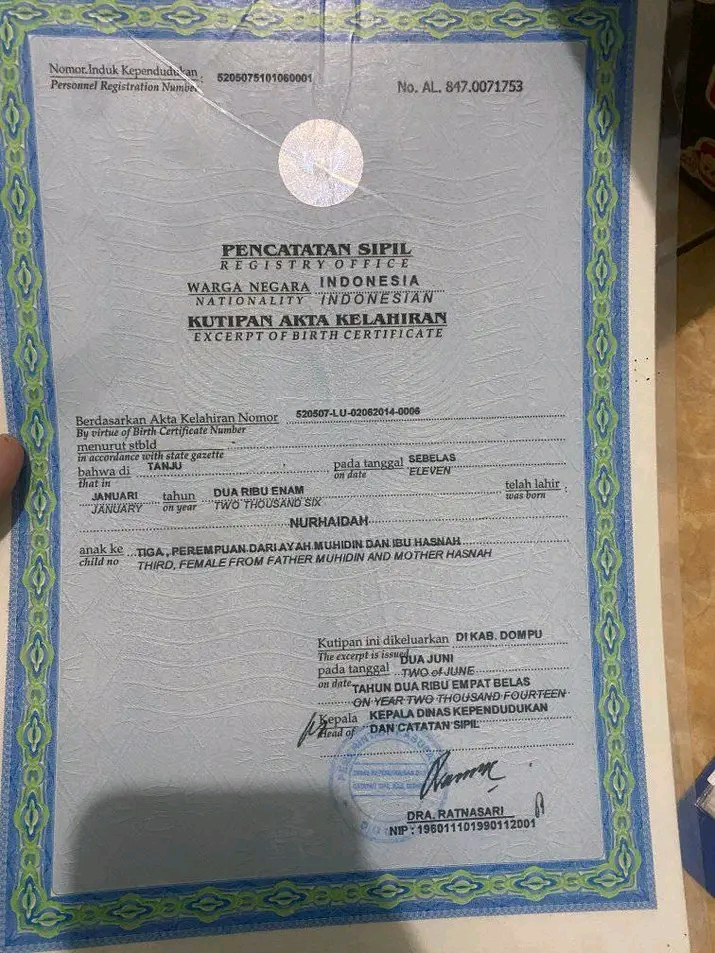 Nomor Induk Kependudukan : 5205075101060001
Personnel Registration Number
No. AL. 847.0071753
PENCATATAN SIPIL
REGISTRY OFFICE
WARGA NEGARA INDONESIA
NATIONALITY INDONESIAN
KUTIPAN AKTA KELAHIRAN
EXCERPT OF BIRTH CERTIFICATE
Berdasarkan Akta Kelahiran Nomor 520507-LU-02062014-0006
By virtue of Birth Certificate Number
menurut stbld
in accordance with state gazette
bahwa di TANJU pada tanggal SEBELAS
that in on date ELEVEN
JANUARI tahun DUA RIBU ENAM telah lahir :
JANUARY on year TWO THOUSAND SIX was born
NURHAIDAH
anak ke TIGA, PEREMPUAN DARI AYAH MUHIDIN DAN IBU HASNAH
child no THIRD, FEMALE FROM FATHER MUHIDIN AND MOTHER HASNAH
Kutipan ini dikeluarkan DI KAB. DOMPU
The excerpt is issued
pada tanggal DUA JUNI
on date TWO of JUNE
TAHUN DUA RIBU EMPAT BELAS
ON YEAR TWO THOUSAND FOURTEEN
Kepala KEPALA DINAS KEPENDUDUKAN
Head of DAN CATATAN SIPIL
DRA. RATNASARI
NIP : 196011101990112001